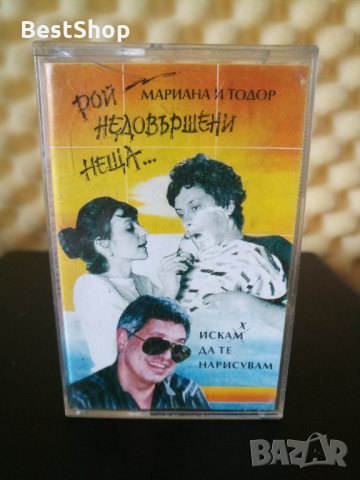 BestShop
РОЙ
МАРИАНА И ТОДОР
НЕДОВЪРШЕНИ
НЕЩА...
Х
ИСКАМ
ДА ТЕ
НАРИСУВАМ
BAZAR